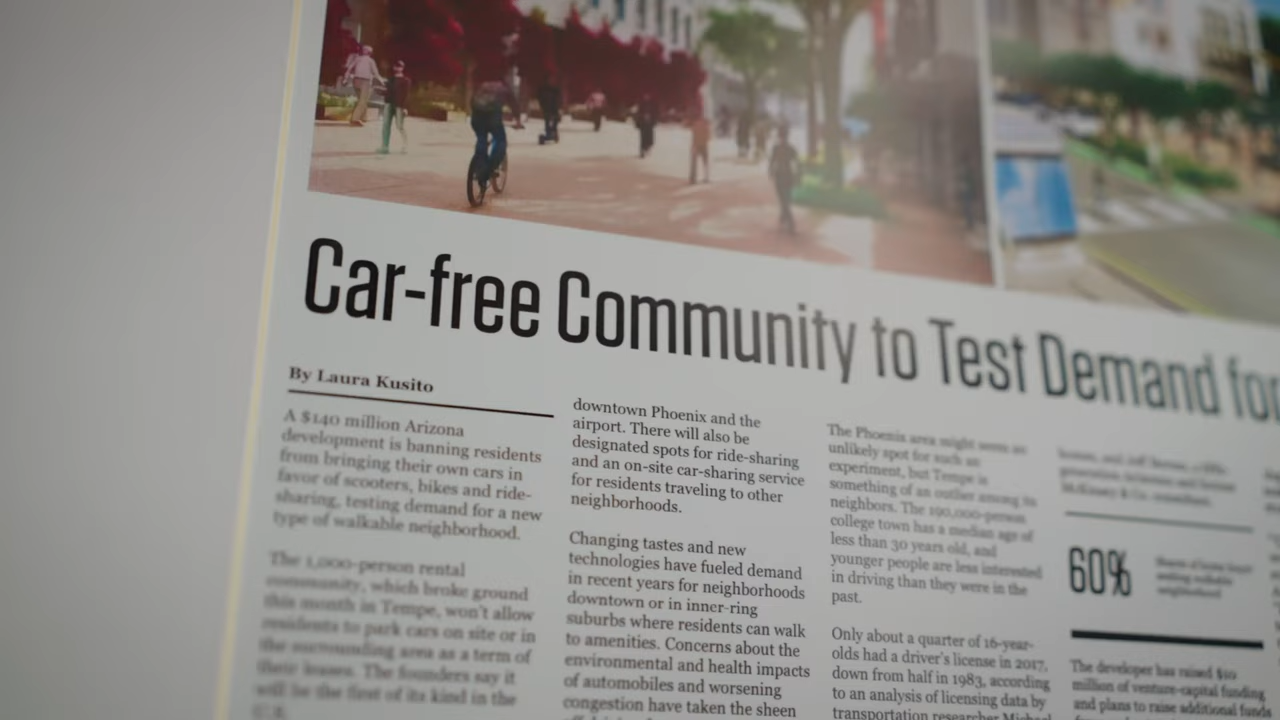 Car-free Community to Test Demand for
By Laura Kusito
A $140 million Arizona
development is banning residents
from bringing their own cars in
favor of scooters, bikes and ride-
sharing, testing demand for a new
type of walkable neighborhood.
The 1,000-person rental
community, which broke ground
this month in Tempe, won't allow
residents to park cars on site or in
the surrounding area as a term of
their leases. The founders say it
will be the first of its kind in the
U.S.
downtown Phoenix and the
airport. There will also be
designated spots for ride-sharing
and an on-site car-sharing service
for residents traveling to other
neighborhoods.
Changing tastes and new
technologies have fueled demand
in recent years for neighborhoods
downtown or in inner-ring
suburbs where residents can walk
to amenities. Concerns about the
environmental and health impacts
of automobiles and worsening
congestion have taken the sheen
The Phoenix area might seem an
unlikely spot for such an
experiment, but Tempe is
something of an outlier among its
neighbors. The 190,000-person
college town has a median age of
less than 30 years old, and
younger people are less interested
in driving than they were in the
past.
Only about a quarter of 16-year-
olds had a driver's license in 2017,
down from half in 1983, according
to an analysis of licensing data by
transportation researcher Michael
60%
The developer has raised $10
million of venture-capital funding
and plans to raise additional funds